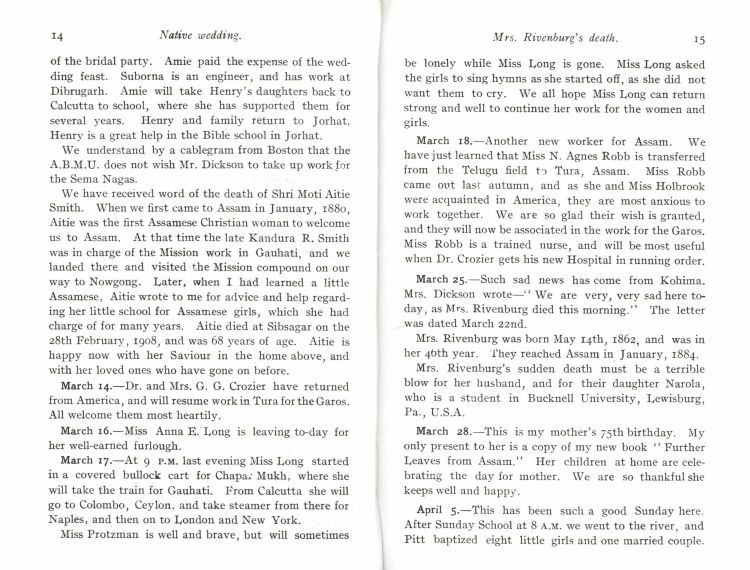 14 Native wedding.
of the bridal party. Amie paid the expense of the wed-
ding feast. Suborna is an engineer, and has work at
Dibrugarh. Amie will take Henry's daughters back to
Calcutta to school, where she has supported them for
several years. Henry and family return to Jorhat.
Henry is a great help in the Bible school in Jorhat.
We understand by a cablegram from Boston that the
A.B.M.U. does not wish Mr. Dickson to take up work for
the Sema Nagas.
We have received word of the death of Shri Moti Aitie
Smith. When we first came to Assam in January, 1880,
Aitie was the first Assamese Christian woman to welcome
us to Assam. At that time the late Kandura R. Smith
was in charge of the Mission work in Gauhati, and we
landed there and visited the Mission compound on our
way to Nowgong. Later, when I had learned a little
Assamese, Aitie wrote to me for advice and help regard-
ing her little school for Assamese girls, which she had
charge of for many years. Aitie died at Sibsagar on the
28th February, 1908, and was 68 years of age. Aitie is
happy now with her Saviour in the home above, and
with her loved ones who have gone on before.
March 14.—Dr. and Mrs. G. G. Crozier have returned
from America, and will resume work in Tura for the Garos.
All welcome them most heartily.
March 16.—Miss Anna E. Long is leaving to-day for
her well-earned furlough.
March 17.—At 9 P.M. last evening Miss Long started
in a covered bullock cart for Chapar Mukh, where she
will take the train for Gauhati. From Calcutta she will
go to Colombo, Ceylon, and take steamer from there for
Naples, and then on to London and New York.
Miss Protzman is well and brave, but will sometimes
Mrs. Rivenburg's death. 15
be lonely while Miss Long is gone. Miss Long asked
the girls to sing hymns as she started off, as she did not
want them to cry. We all hope Miss Long can return
strong and well to continue her work for the women and
girls.
March 18.—Another new worker for Assam. We
have just learned that Miss N. Agnes Robb is transferred
from the Telugu field to Tura, Assam. Miss Robb
came out last autumn, and as she and Miss Holbrook
were acquainted in America, they are most anxious to
work together. We are so glad their wish is granted,
and they will now be associated in the work for the Garos.
Miss Robb is a trained nurse, and will be most useful
when Dr. Crozier gets his new Hospital in running order.
March 25.—Such sad news has come from Kohima.
Mrs. Dickson wrote—“ We are very, very sad here to-
day, as Mrs. Rivenburg died this morning.” The letter
was dated March 22nd.
Mrs. Rivenburg was born May 14th, 1862, and was in
her 46th year. They reached Assam in January, 1884.
Mrs. Rivenburg's sudden death must be a terrible
blow for her husband, and for their daughter Narola,
who is a student in Bucknell University, Lewisburg,
Pa., U.S.A.
March 28.—This is my mother's 75th birthday. My
only present to her is a copy of my new book “ Further
Leaves from Assam.” Her children at home are cele-
brating the day for mother. We are so thankful she
keeps well and happy.
April 5.—This has been such a good Sunday here.
After Sunday School at 8 A.M. we went to the river, and
Pitt baptized eight little girls and one married couple.